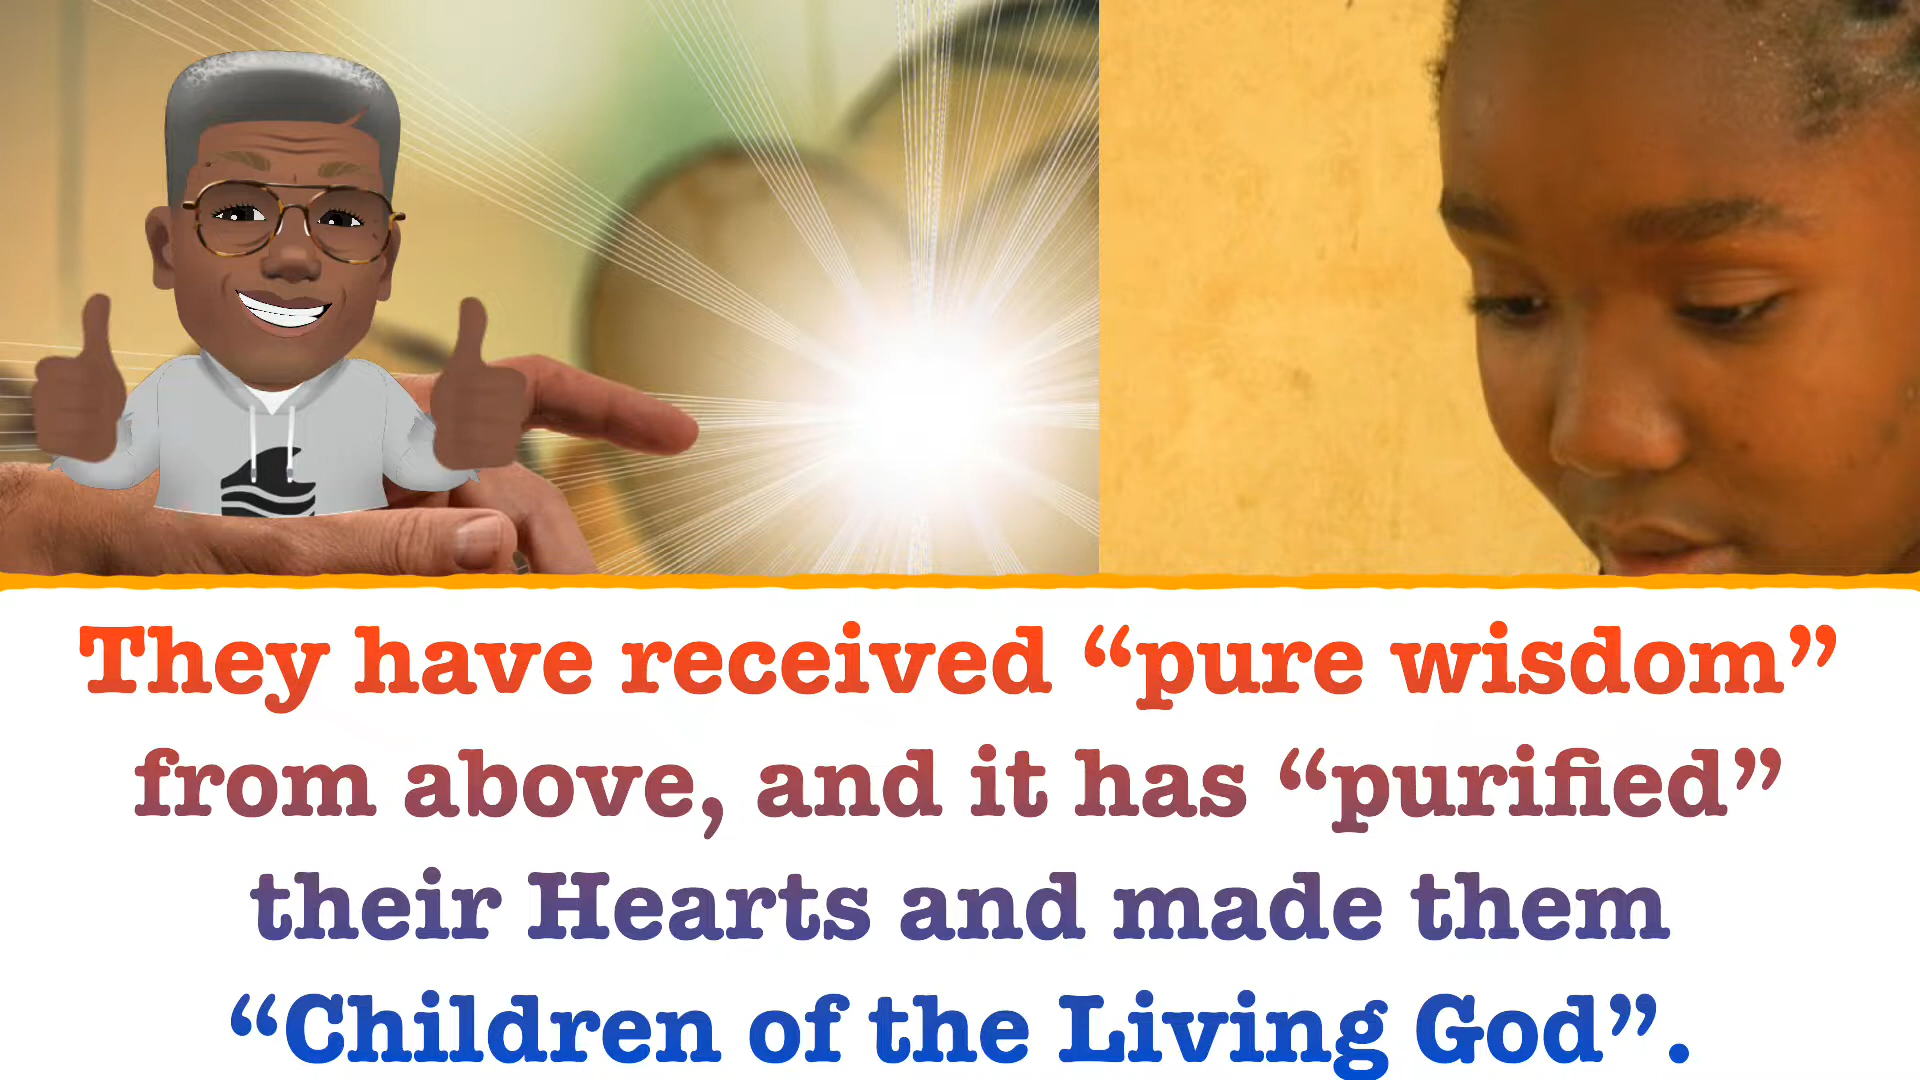 They have received “pure wisdom”
from above, and it has “purified”
their Hearts and made them
“Children of the Living God”.